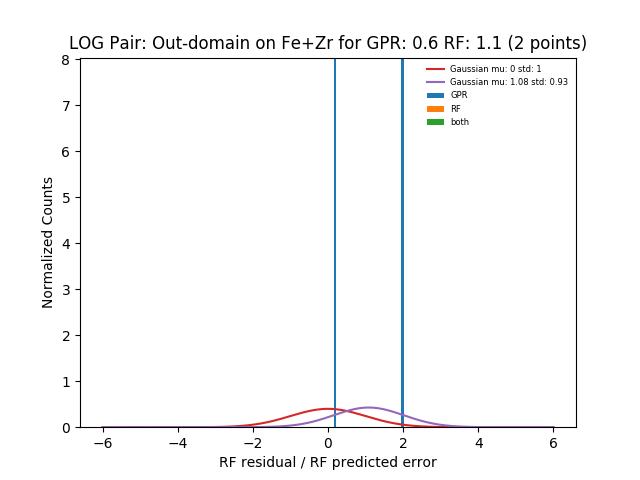 LOG Pair: Out-domain on Fe+Zr for GPR: 0.6 RF: 1.1 (2 points)
Gaussian mu: 0 std: 1
Gaussian mu: 1.08 std: 0.93
GPR
RF
both
8
7
6
5
4
3
2
1
0
Normalized Counts
−6
−4
−2
0
2
4
6
RF residual / RF predicted error